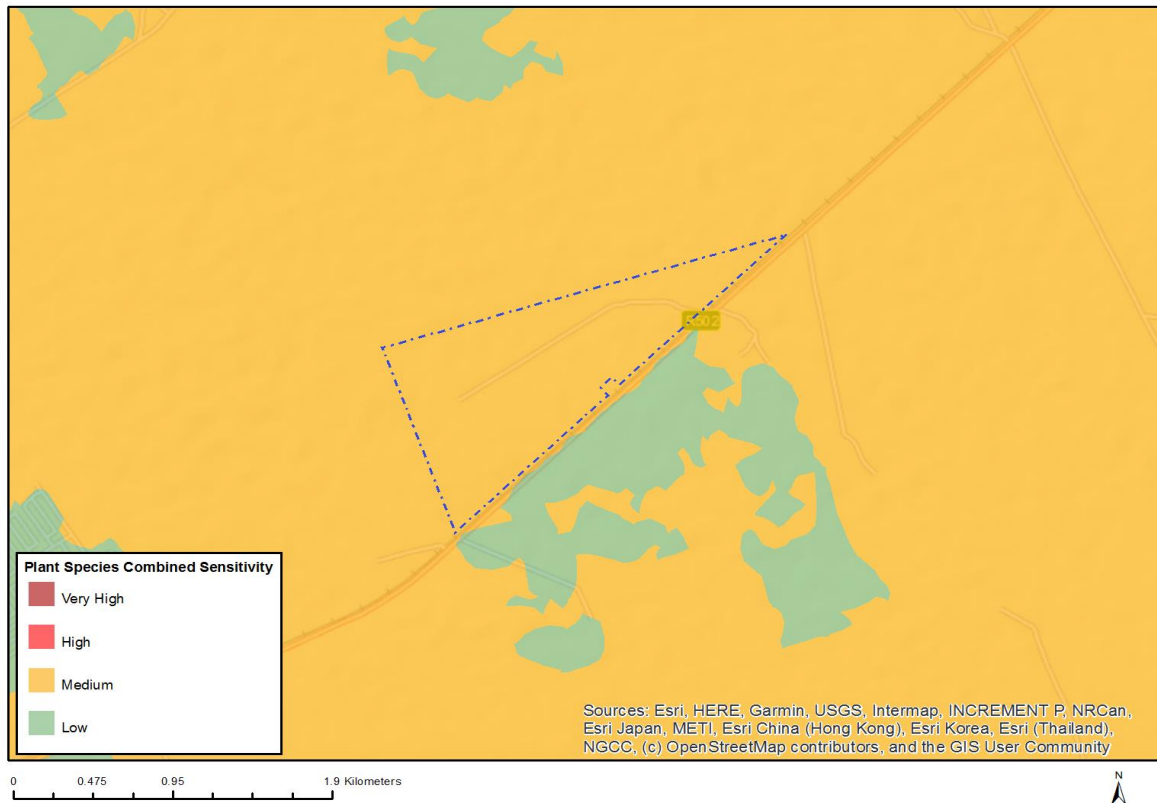 Plant Species Combined Sensitivity
Very High
High
Medium
Low
Sources: Esri, HERE, Garmin, USGS, Intermap, INCREMENT P, NRCan,
Esri Japan, METI, Esri China (Hong Kong), Esri Korea, Esri (Thailand),
NGCC, (c) OpenStreetMap contributors, and the GIS User Community
0 0.475 0.95 1.9 Kilometers
N